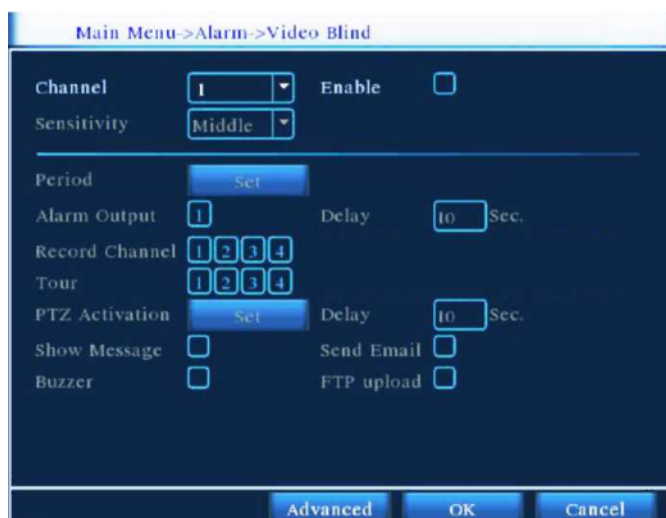 Main Menu->Alarm->Video Blind
Channel 1 Enable
Sensitivity Middle
Period Set
Alarm Output 1 Delay 10 Sec.
Record Channel 1 2 3 4
Tour 1 2 3 4
PTZ Activation Set Delay 10 Sec.
Show Message Send Email
Buzzer FTP upload
Advanced OK Cancel